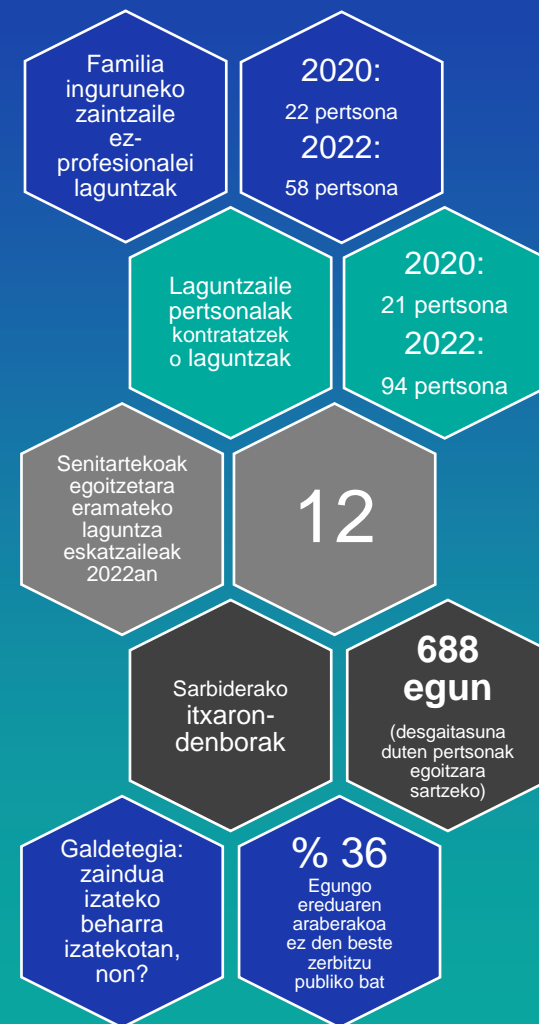 Familia
inguruneko
zaintzaile
ez-
profesionalei
laguntzak
2020:
22 pertsona
2022:
58 pertsona
Laguntzaile
pertsonalak
kontratatzek
o laguntzak
2020:
21 pertsona
2022:
94 pertsona
Senitartekoak
egoitzetara
eramateko
laguntza
eskatzaileak
2022an
12
Sarbiderako
itxaron-
denborak
688
egun
(desgaitasuna
duten pertsonak
egoitzara
sartzeko)
Galdetegia:
zaindua
izateko
beharra
izatekotan,
non?
% 36
Egungo
ereduaren
araberakoa
ez den beste
zerbitzu
publiko bat